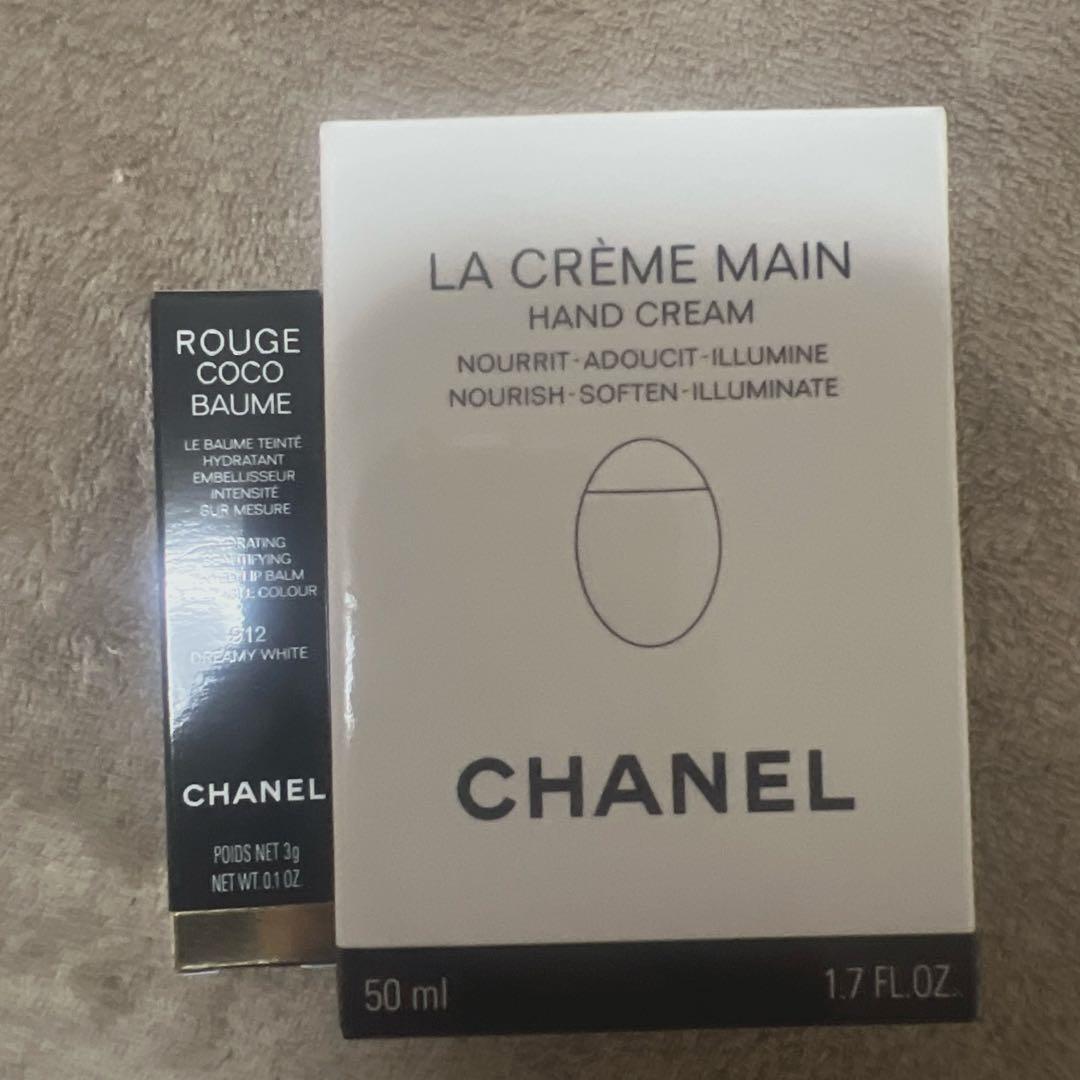 ROUGE
COCO
BAUME
LE BAUME TEINTÉ
HYDRATANT
EMBELLISSEUR
INTENSITÉ
SUR MESURE
LIP BALM
COLOUR
DREAMY WHITE
CHANEL
POIDS NET 3g
NET WT. 0.1 OZ.
LA CRÈME MAIN
HAND CREAM
NOURRIT-ADOUCIT-ILLUMINE
NOURISH-SOFTEN-ILLUMINATE
CHANEL
50 ml
1.7 FL.OZ.